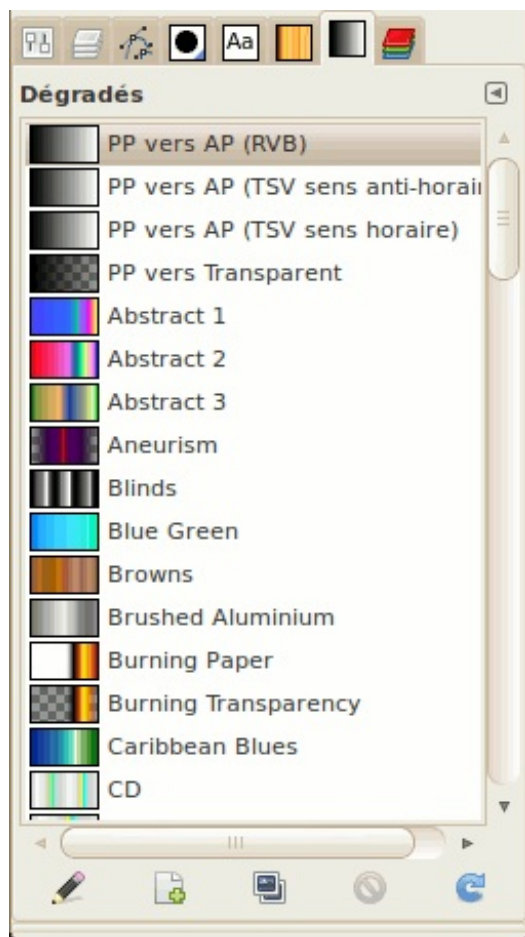 Aa
Dégradés
PP vers AP (RVB)
PP vers AP (TSV sens anti-horair
PP vers AP (TSV sens horaire)
PP vers Transparent
Abstract 1
Abstract 2
Abstract 3
Aneurism
Blinds
Blue Green
Browns
Brushed Aluminium
Burning Paper
Burning Transparency
Caribbean Blues
CD